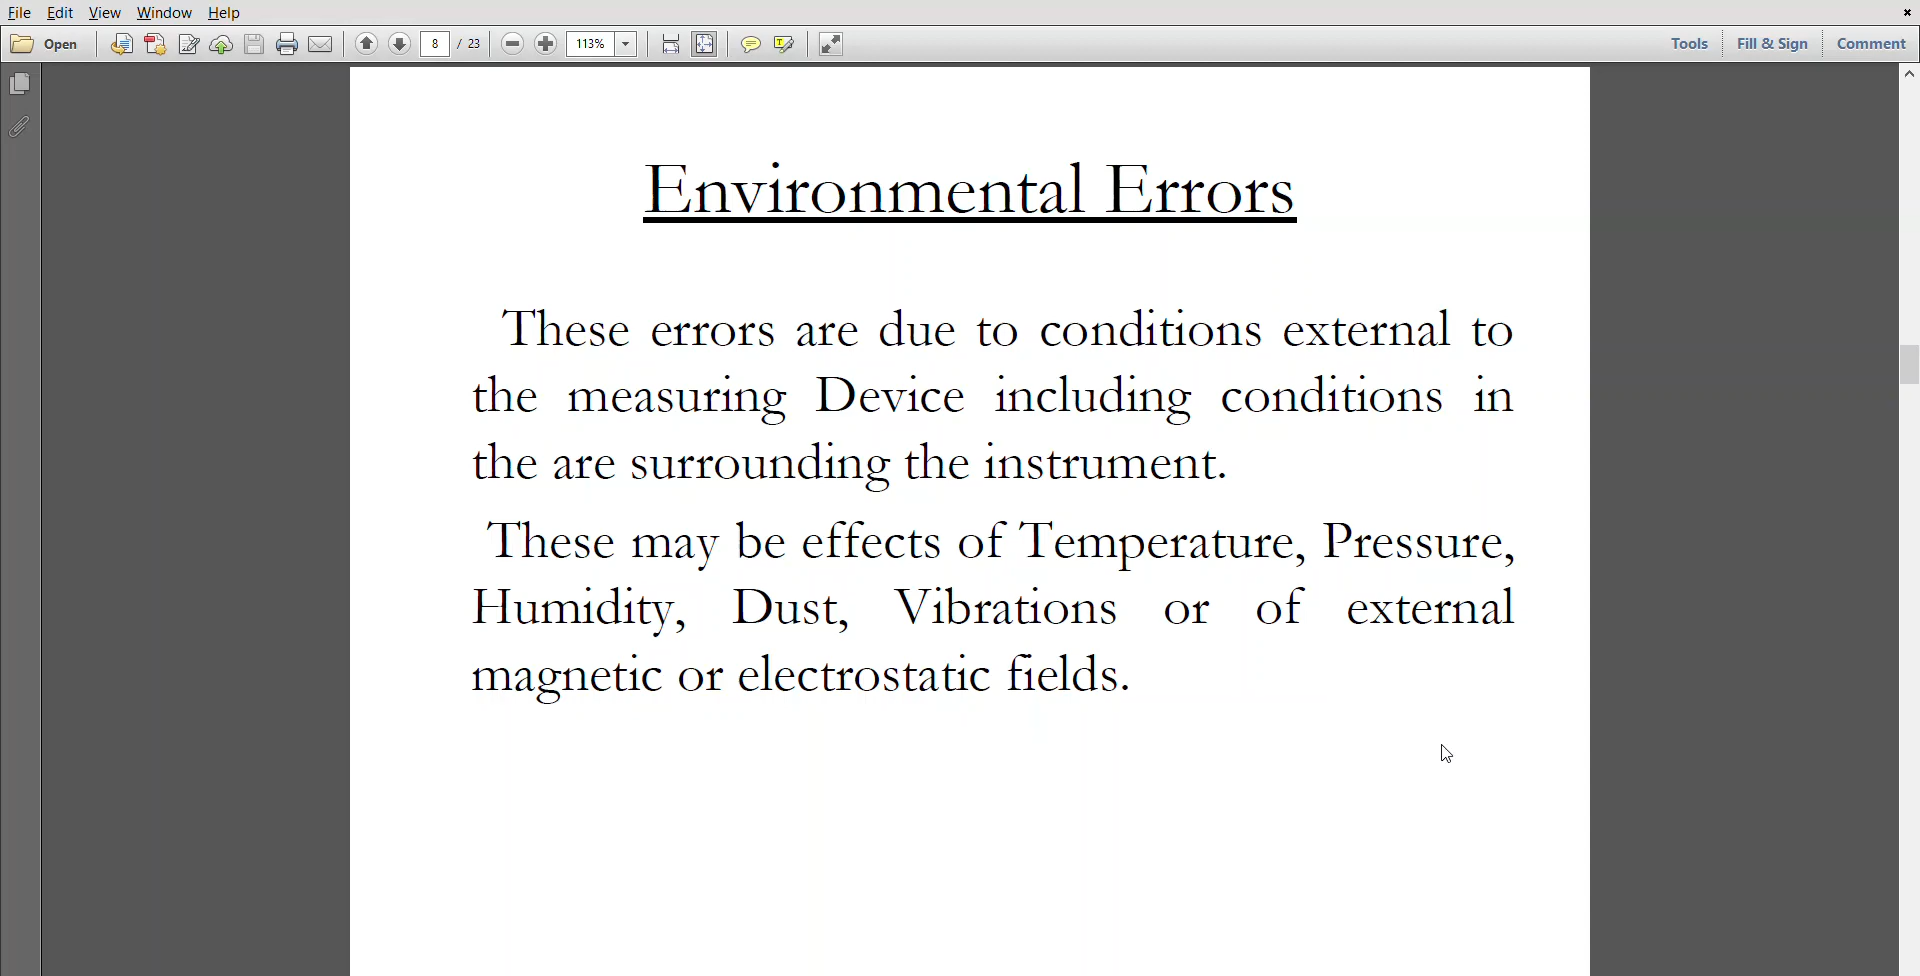 File Edit View Window Help
Open 8 / 23 113% Tools Fill & Sign Comment
Environmental Errors
These errors are due to conditions external to
the measuring Device including conditions in
the are surrounding the instrument.
These may be effects of Temperature, Pressure,
Humidity, Dust, Vibrations or of external
magnetic or electrostatic fields.